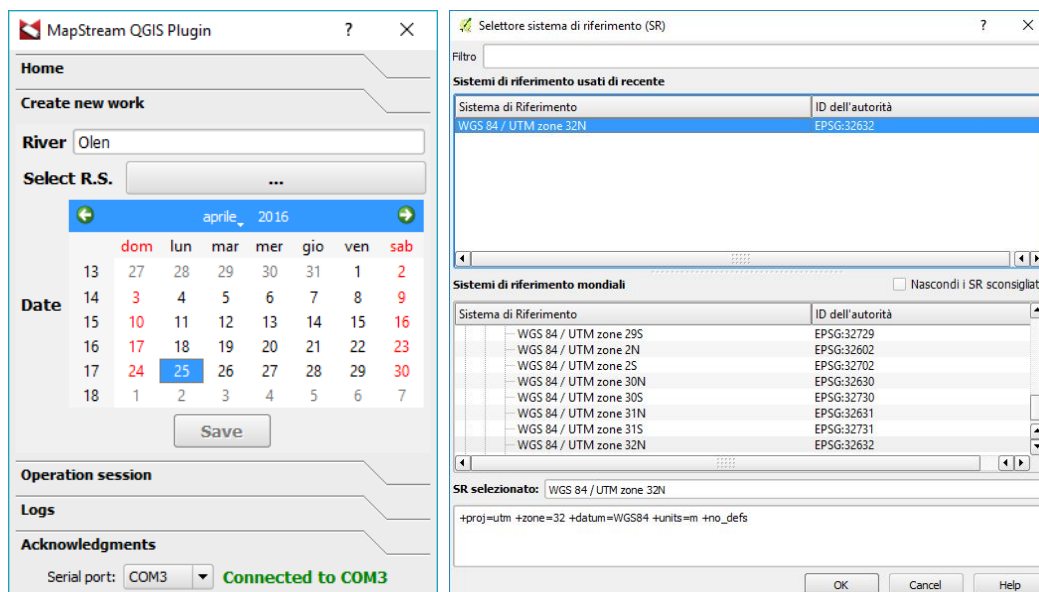 MapStream QGIS Plugin ? ×
Home
Create new work
River Olen
Select R.S. ...
aprile 2016
dom lun mar mer gio ven sab
13 27 28 29 30 31 1 2
14 3 4 5 6 7 8 9
Date
15 10 11 12 13 14 15 16
16 17 18 19 20 21 22 23
17 24 25 26 27 28 29 30
18 1 2 3 4 5 6 7
Save
Operation session
Logs
Acknowledgments
Serial port: COM3 Connected to COM3
Selettore sistema di riferimento (SR) ? ×
Filtro
Sistemi di riferimento usati di recente
Sistema di Riferimento ID dell'autorità
WGS 84 / UTM zone 32N EPSG:32632
Sistemi di riferimento mondiali Nascondi i SR sconsigliat
Sistema di Riferimento ID dell'autorità
WGS 84 / UTM zone 29S EPSG:32729
WGS 84 / UTM zone 2N EPSG:32602
WGS 84 / UTM zone 2S EPSG:32702
WGS 84 / UTM zone 30N EPSG:32630
WGS 84 / UTM zone 30S EPSG:32730
WGS 84 / UTM zone 31N EPSG:32631
WGS 84 / UTM zone 31S EPSG:32731
WGS 84 / UTM zone 32N EPSG:32632
SR selezionato: WGS 84 / UTM zone 32N
+proj=utm +zone=32 +datum=WGS84 +units=m +no_defs
OK Cancel Help